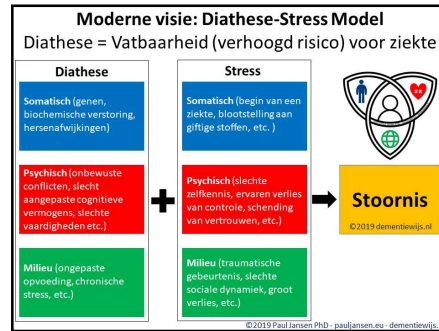 Moderne visie: Diathese-Stress Model
Diathese = Vatbaarheid (verhoogd risico) voor ziekte
Diathese
Somatisch (genen,
biochemische verstoring,
hersenafwijkingen)
Psychisch (onbewuste
conflicten, slecht
aangepaste cognitieve
vermogens, slechte
vaardigheden etc.)
Milieu (ongepaste
opvoeding, chronische
stress, etc.)
+
Stress
Somatisch (begin van een
ziekte, blootstelling aan
giftige stoffen, etc. )
Psychisch (slechte
zelfkennis, ervaren verlies
van controle, schending
van vertrouwen, etc.)
Milieu (traumatische
gebeurtenis, slechte
sociale dynamiek, groot
verlies, etc.)
Stoornis
©2019 dementiewijs.nl
©2019 Paul Jansen PhD - pauljansen.eu - dementiewijs.